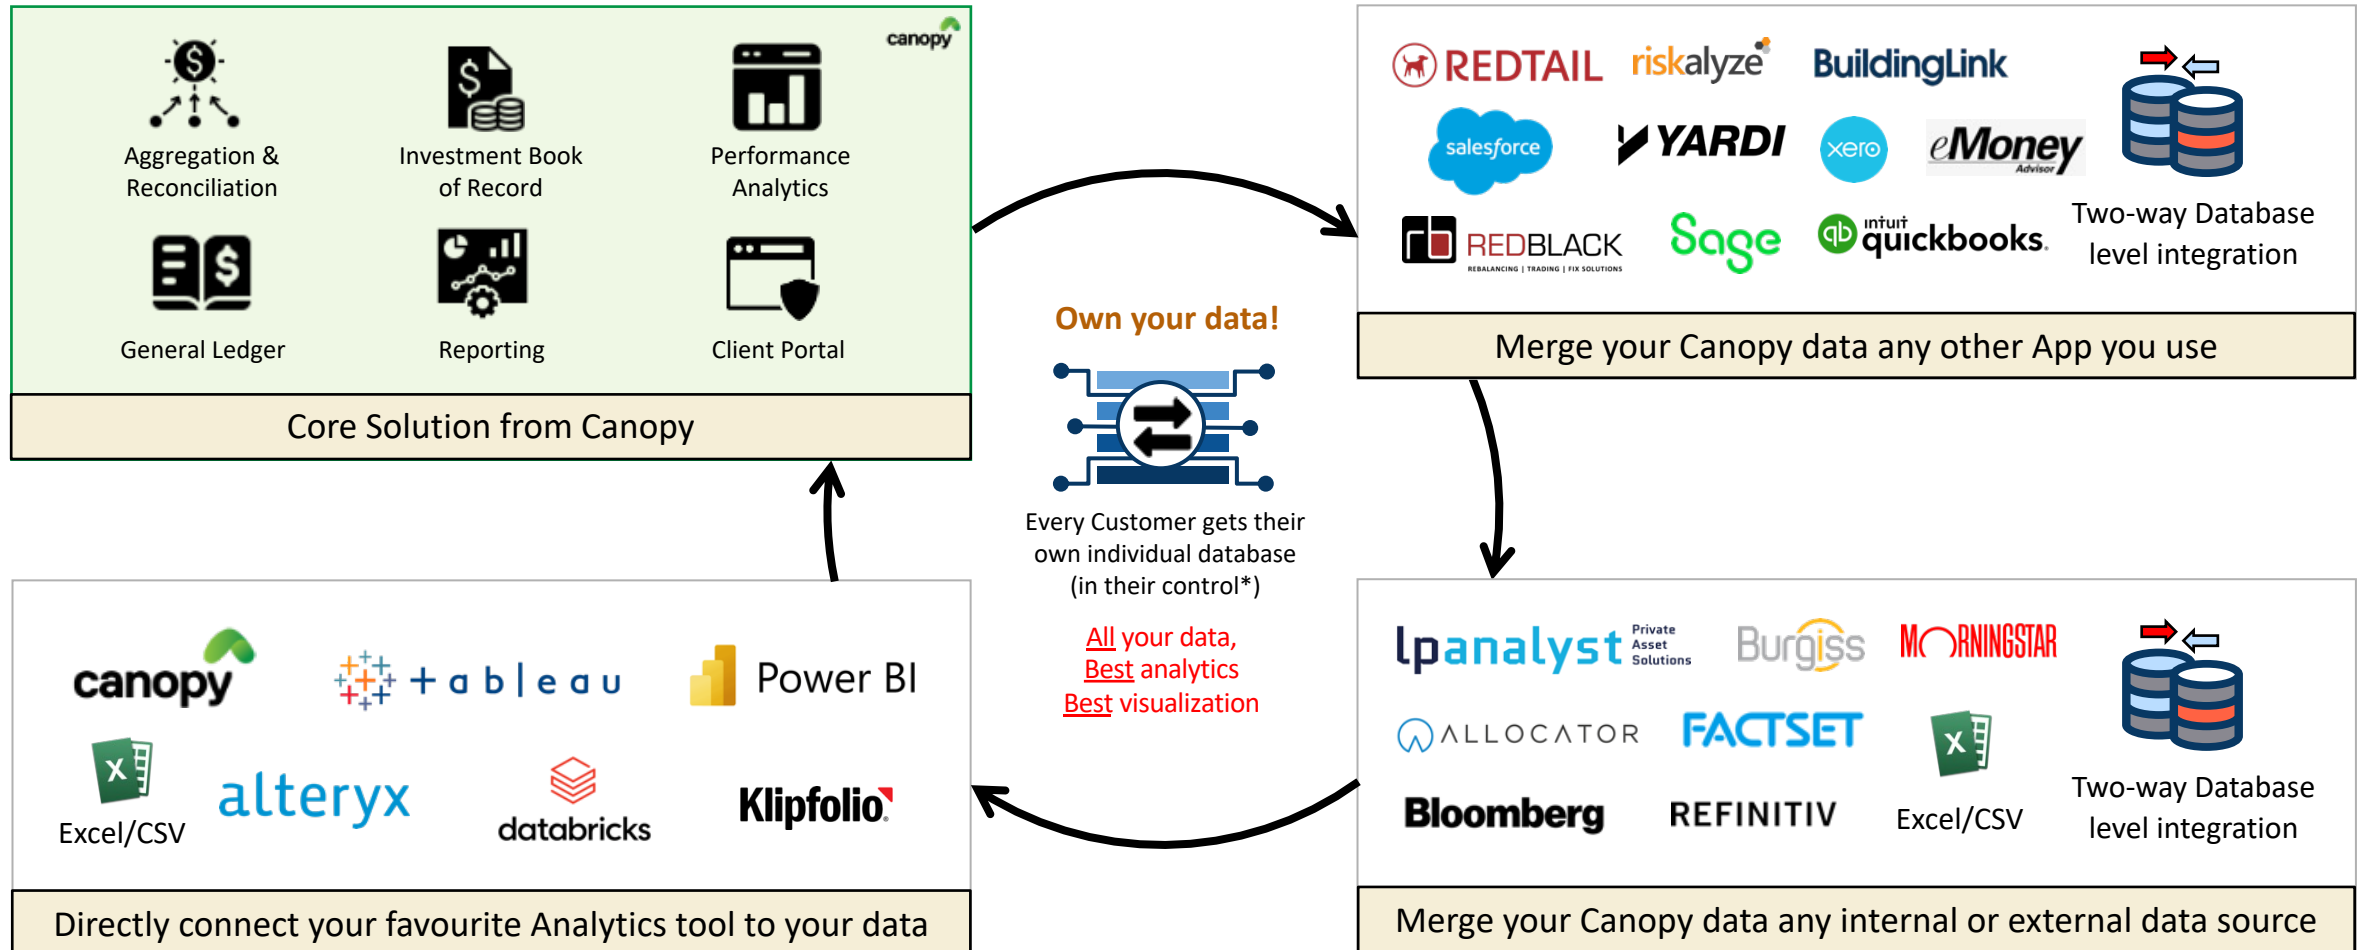 canopy
Aggregation &
Reconciliation
Investment Book
of Record
Performance
Analytics
General Ledger
Reporting
Client Portal
Core Solution from Canopy
REDTAIL
riskalyze
BuildingLink
salesforce
YARDI
xero
eMoney
Advisor
rb REDBLACK
REBALANCING | TRADING | FIX SOLUTIONS
Sage
qb intuit
quickbooks.
Two-way Database
level integration
Merge your Canopy data any other App you use
Own your data!
Every Customer gets their
own individual database
(in their control*)
All your data,
Best analytics
Best visualization
canopy
+ableau
Power BI
X
Excel/CSV
alteryx
databricks
Klipfolio
Directly connect your favourite Analytics tool to your data
lpanalyst
Private
Asset
Solutions
Burgiss
MORNINGSTAR
ALLOCATOR
FACTSET
X
Bloomberg
REFINITIV
Excel/CSV
Two-way Database
level integration
Merge your Canopy data any internal or external data source